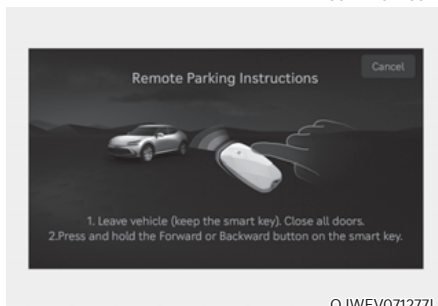 Cancel
Remote Parking Instructions
1. Leave vehicle (keep the smart key). Close all doors.
2.Press and hold the Forward or Backward button on the smart key.